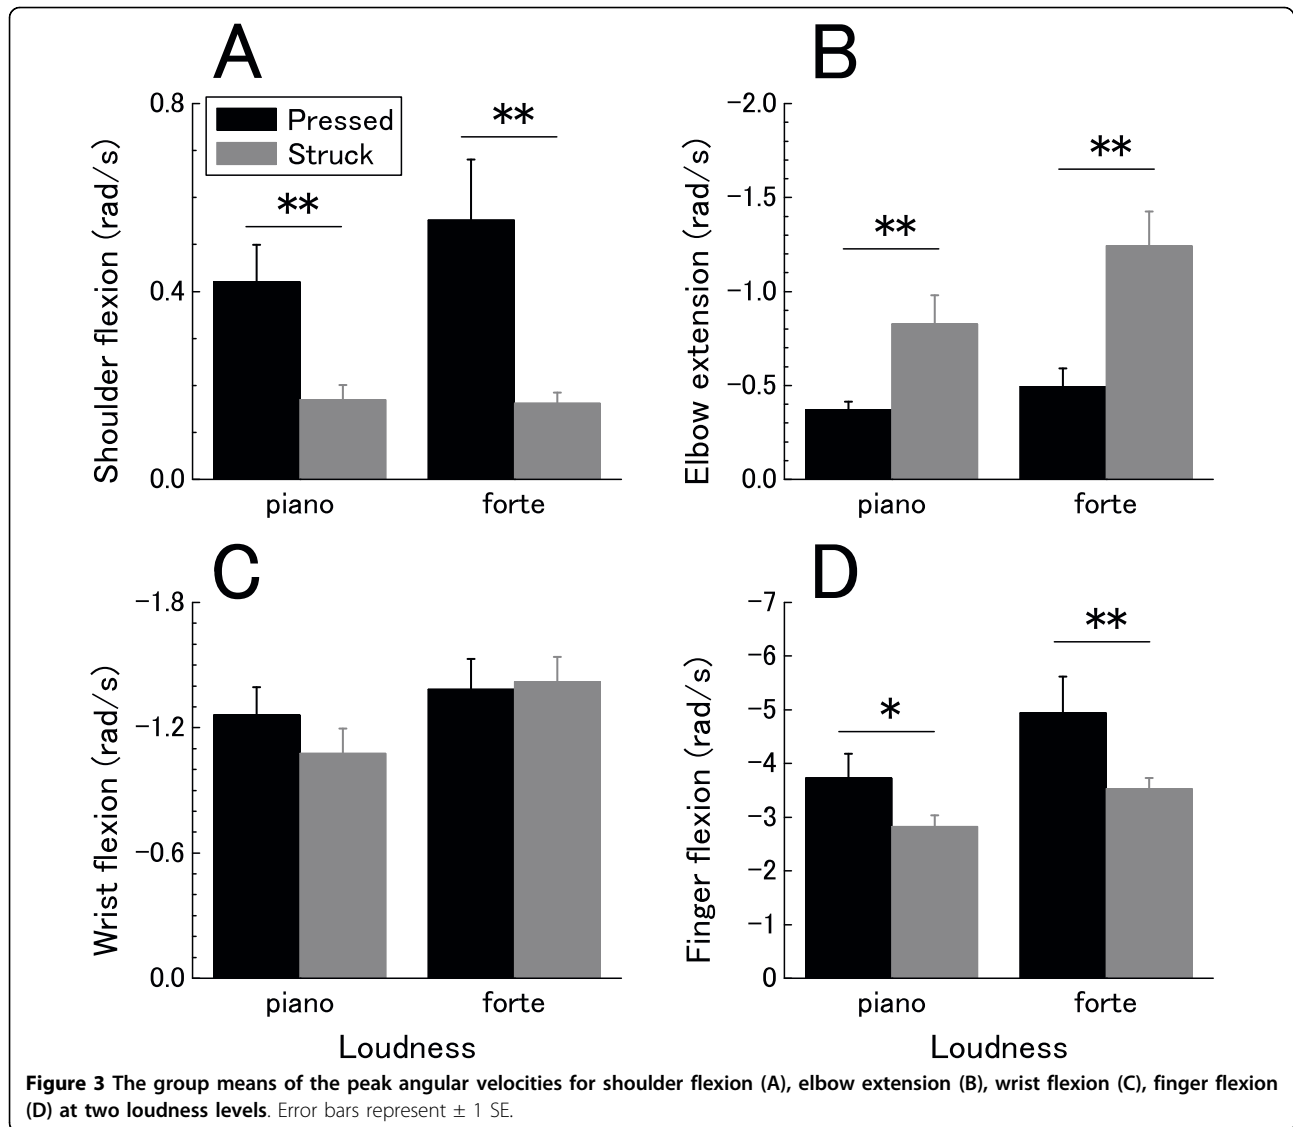 A
B
0.8
0.4
0.0
Shoulder flexion (rad/s)
Pressed
Struck
**
**
piano
forte
−2.0
−1.5
−1.0
−0.5
0.0
Elbow extension (rad/s)
**
**
piano
forte
C
D
−1.8
−1.2
−0.6
0.0
Wrist flexion (rad/s)
piano
forte
Loudness
−7
−6
−5
−4
−3
−2
−1
0
Finger flexion (rad/s)
*
**
piano
forte
Loudness
Figure 3 The group means of the peak angular velocities for shoulder flexion (A), elbow extension (B), wrist flexion (C), finger flexion
(D) at two loudness levels. Error bars represent ± 1 SE.